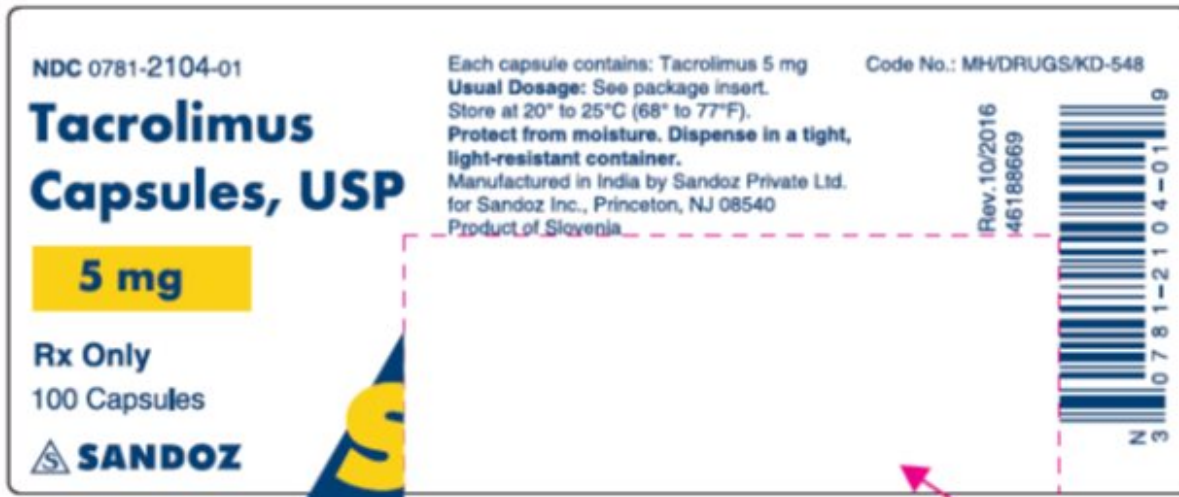 NDC 0781-2104-01
Tacrolimus
Capsules, USP
5 mg
Rx Only
100 Capsules
S SANDOZ
S
Each capsule contains: Tacrolimus 5 mg
Usual Dosage: See package insert.
Store at 20° to 25°C (68° to 77°F).
Protect from moisture. Dispense in a tight,
light-resistant container.
Manufactured in India by Sandoz Private Ltd.
for Sandoz Inc., Princeton, NJ 08540
Product of Slovenia
Code No.: MH/DRUGS/KD-548
Rev.10/2016
46188669
N
3 0781-2104-01 9